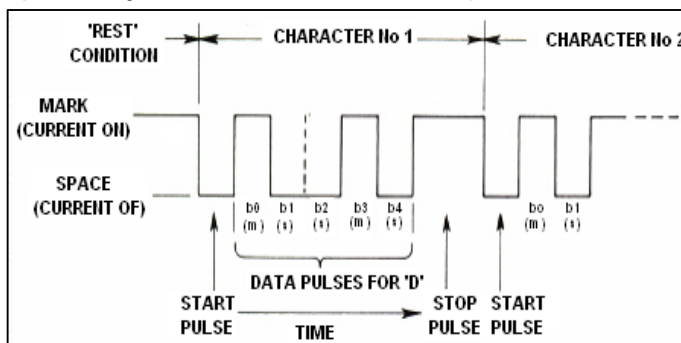 'REST'
CONDITION
CHARACTER No 1
CHARACTER No 2
MARK
(CURRENT ON)
SPACE
(CURRENT OF)
b0 b1 b2 b3 b4 bo b1
(m) (s) (s) (m) (s) (m) (s)
DATA PULSES FOR 'D'
START
PULSE
TIME
STOP
PULSE
START
PULSE